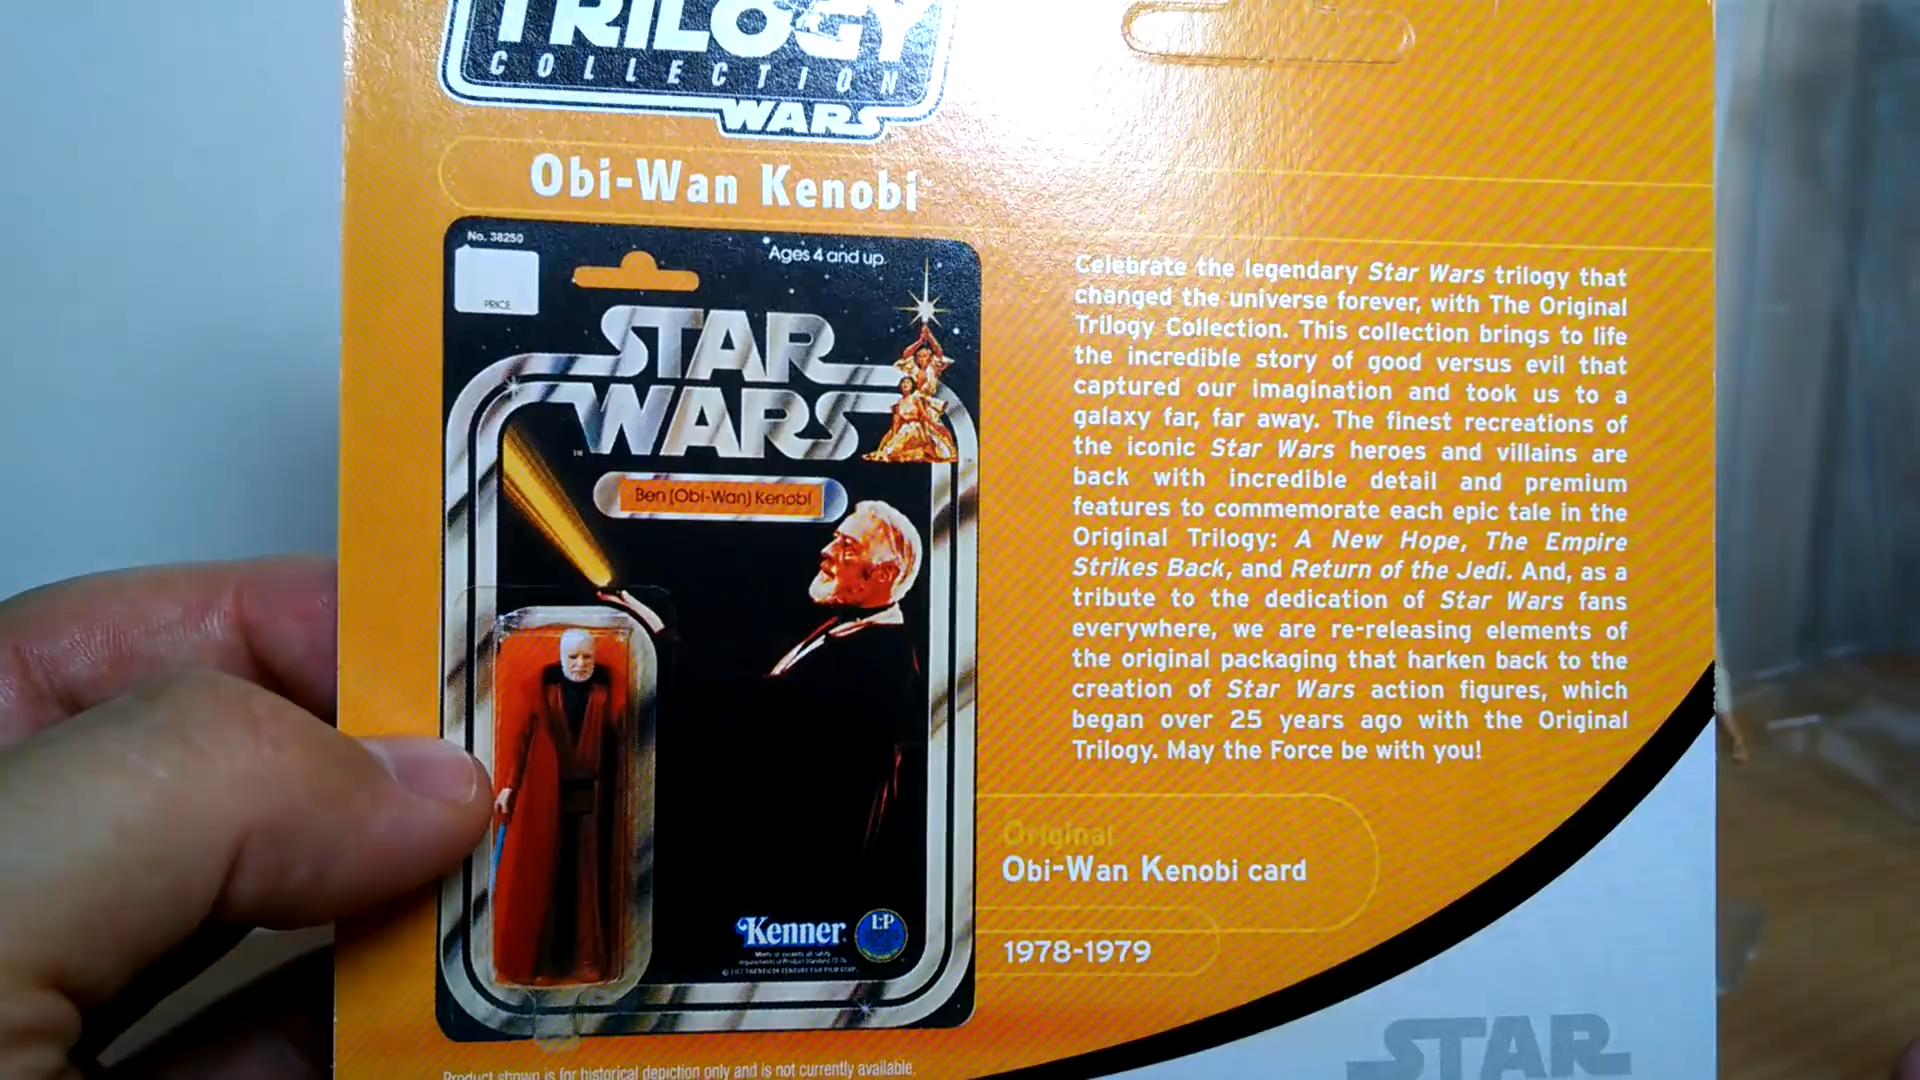 TRILOGY
COLLECTION
WARS
Obi-Wan Kenobi
No. 38250
Ages 4 and up.
PRICE
STAR
WARS
TM
Ben (Obi-Wan) Kenobi
Kenner
LP
Celebrate the legendary Star Wars trilogy that
changed the universe forever, with The Original
Trilogy Collection. This collection brings to life
the incredible story of good versus evil that
captured our imagination and took us to a
galaxy far, far away. The finest recreations of
the iconic Star Wars heroes and villains are
back with incredible detail and premium
features to commemorate each epic tale in the
Original Trilogy: A New Hope, The Empire
Strikes Back, and Return of the Jedi. And, as a
tribute to the dedication of Star Wars fans
everywhere, we are re-releasing elements of
the original packaging that harken back to the
creation of Star Wars action figures, which
began over 25 years ago with the Original
Trilogy. May the Force be with you!
Original
Obi-Wan Kenobi card
1978-1979
STAR
Product shown is for historical depiction only and is not currently available.